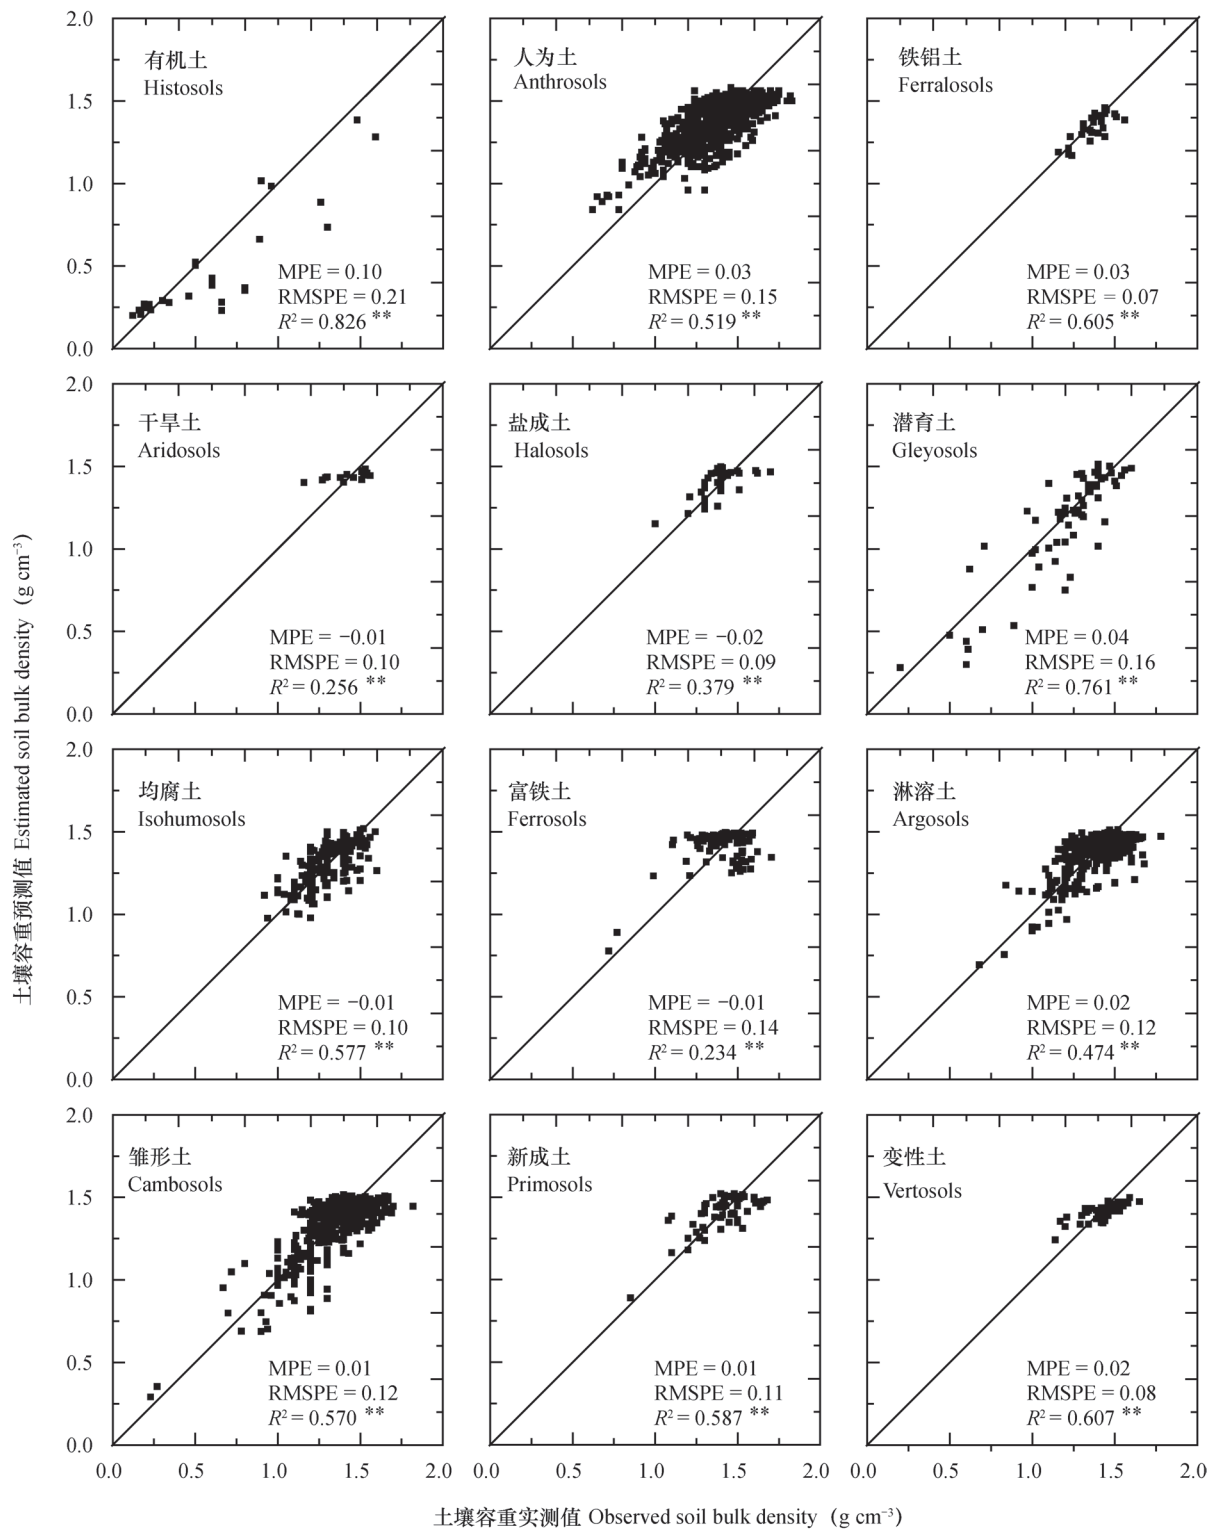 2.0
1.5
1.0
0.5
0.0
有机土
Histosols
MPE = 0.10
RMSPE = 0.21
R² = 0.826 **
人为土
Anthrosols
MPE = 0.03
RMSPE = 0.15
R² = 0.519 **
铁铝土
Ferralosols
MPE = 0.03
RMSPE = 0.07
R² = 0.605 **
2.0
1.5
1.0
0.5
0.0
干旱土
Aridosols
MPE = −0.01
RMSPE = 0.10
R² = 0.256 **
盐成土
Halosols
MPE = −0.02
RMSPE = 0.09
R² = 0.379 **
潜育土
Gleyosols
MPE = 0.04
RMSPE = 0.16
R² = 0.761 **
土壤容重预测值 Estimated soil bulk density（g cm⁻³）
2.0
1.5
1.0
0.5
0.0
均腐土
Isohumosols
MPE = −0.01
RMSPE = 0.10
R² = 0.577 **
富铁土
Ferrosols
MPE = −0.01
RMSPE = 0.14
R² = 0.234 **
淋溶土
Argosols
MPE = 0.02
RMSPE = 0.12
R² = 0.474 **
2.0
1.5
1.0
0.5
0.0
雏形土
Cambosols
MPE = 0.01
RMSPE = 0.12
R² = 0.570 **
新成土
Primosols
MPE = 0.01
RMSPE = 0.11
R² = 0.587 **
变性土
Vertosols
MPE = 0.02
RMSPE = 0.08
R² = 0.607 **
0.0 0.5 1.0 1.5 2.0 0.0 0.5 1.0 1.5 2.0 0.0 0.5 1.0 1.5 2.0
土壤容重实测值 Observed soil bulk density（g cm⁻³）